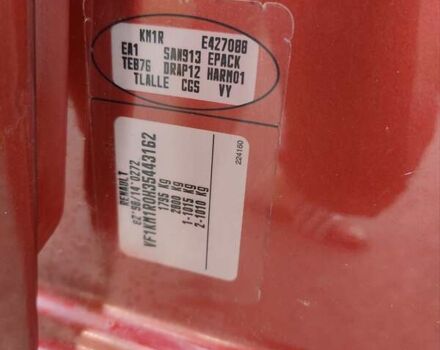 KM1R E427088
EA1 SAN913 EPACK
TEB76 DRAP12 HARM01
TLALLE CGS VY
RENAULT
E2*98/14*0272
VF1KM1R0H35443162
1795 KG
2800 KG
1-1015 KG
2-1010 KG
224160